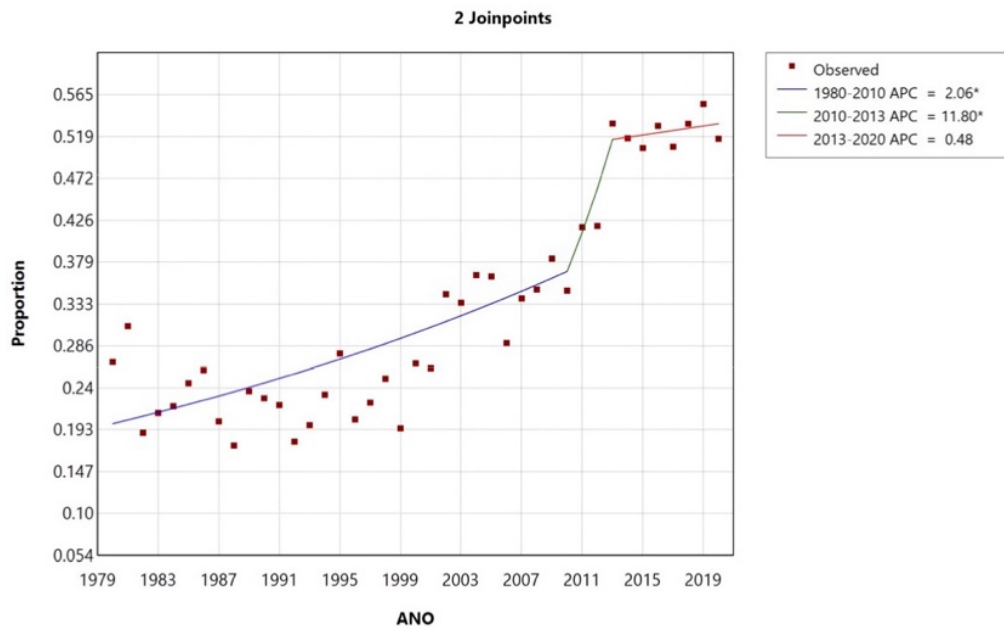 2 Joinpoints
Observed
1980-2010 APC = 2.06*
2010-2013 APC = 11.80*
2013-2020 APC = 0.48
Proportion
0.565
0.519
0.472
0.426
0.379
0.333
0.286
0.24
0.193
0.147
0.10
0.054
1979 1983 1987 1991 1995 1999 2003 2007 2011 2015 2019
ANO